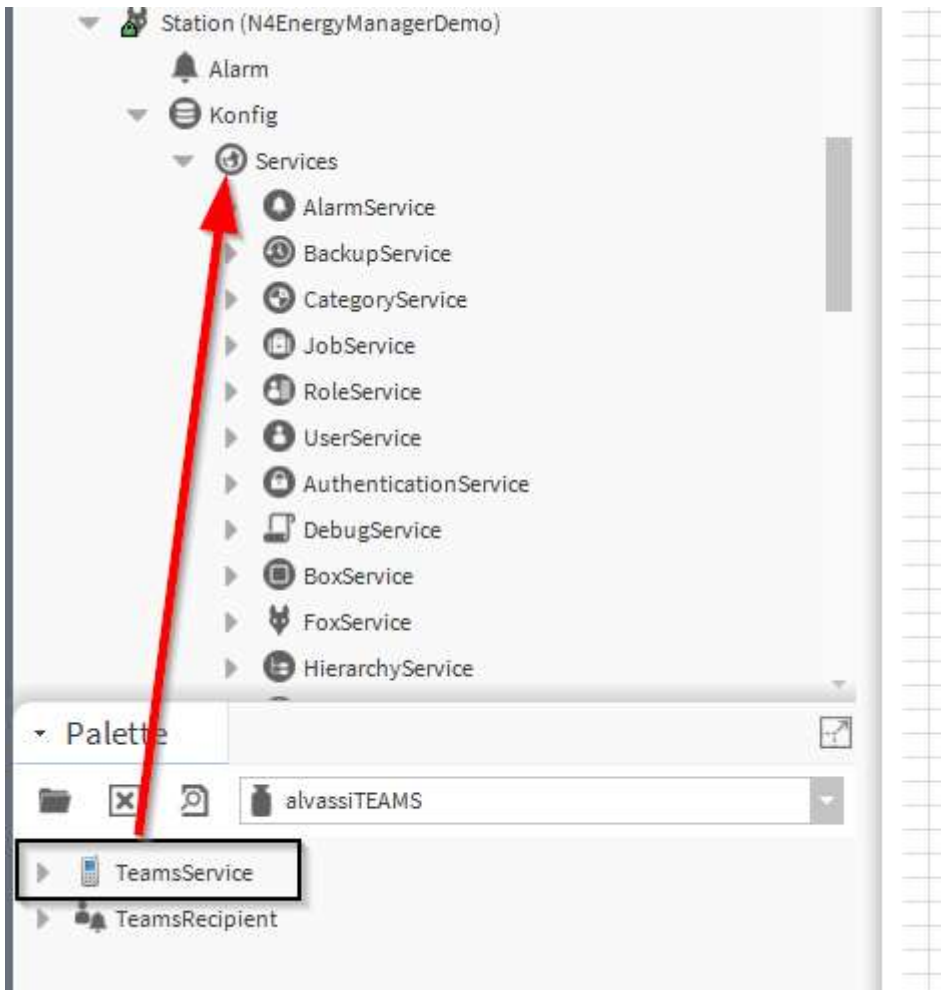 Station (N4EnergyManagerDemo)
Alarm
Konfig
Services
AlarmService
BackupService
CategoryService
JobService
RoleService
UserService
AuthenticationService
DebugService
BoxService
FoxService
HierarchyService
Palette
alvassiTEAMS
TeamsService
TeamsRecipient